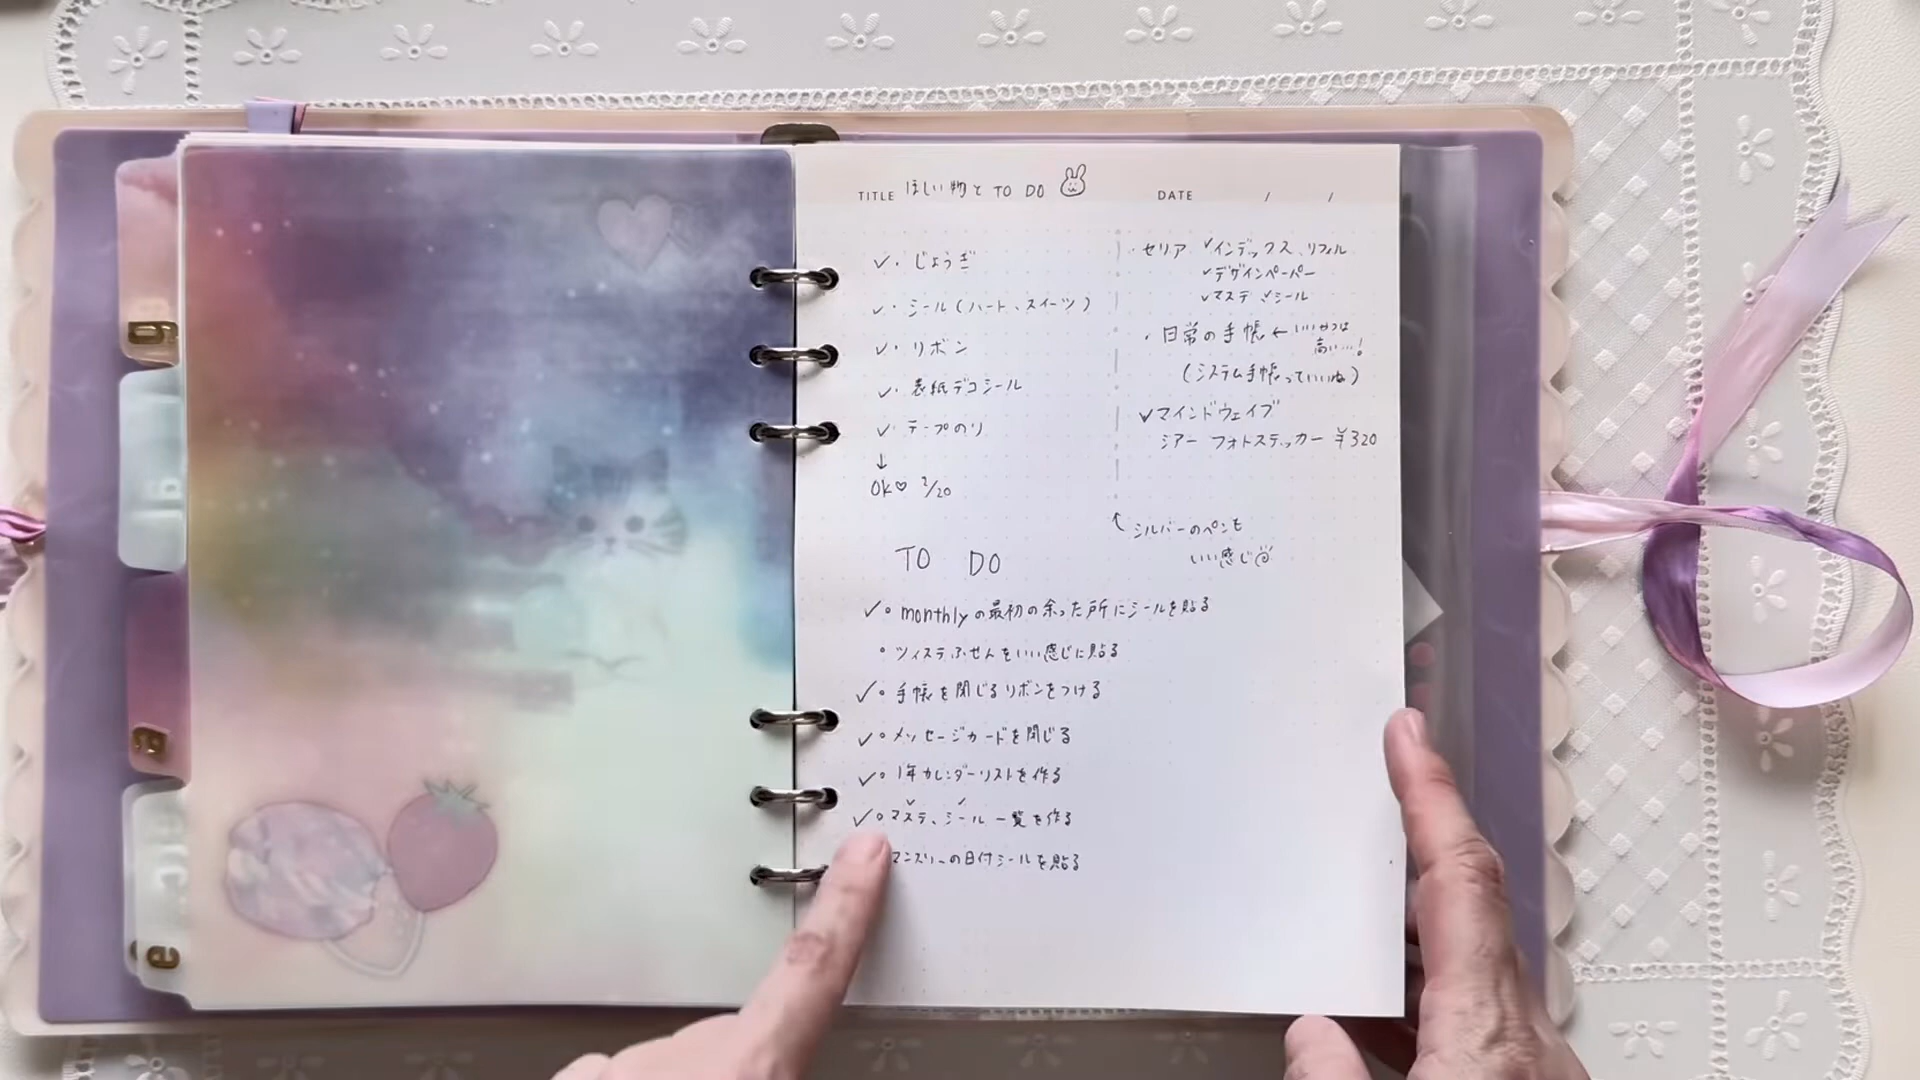 TITLE ほしい物と TO DO
DATE / /
✓・じょうぎ
✓・シール(ハート、スイーツ)
✓・リボン
✓・表紙デコシール
✓・テープのり
↓
OK♡ 2/20
・セリア ✓インデックス、リフィル
✓デザインペーパー
✓マステ ✓シール
・日常の手帳 ← いいやつは
高い…!
(システム手帳っていいね)
✓マインドウェイブ
シアー フォトステッカー ¥320
シルバーのペンも
いい感じ
TO DO
✓○ monthlyの最初の余った所にシールを貼る
○ ツイステふせんをいい感じに貼る
✓○ 手帳を閉じるリボンをつける
✓○ メッセージカードを閉じる
✓○ 1年カレンダーリストを作る
✓○ マステ、シール 一覧を作る
マンスリーの日付シールを貼る